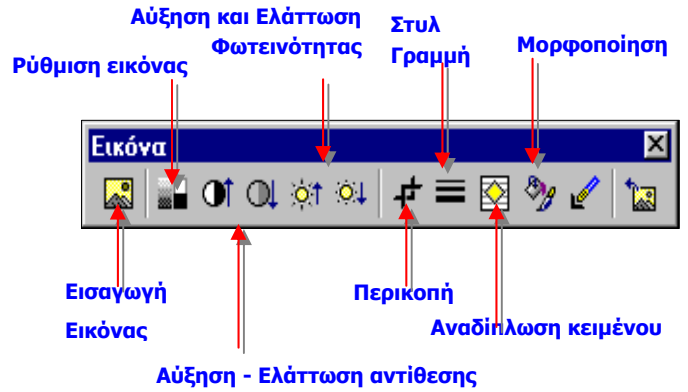 Αύξηση και Ελάττωση
Φωτεινότητας
Στυλ
Γραμμή
Μορφοποίηση
Ρύθμιση εικόνας
Εικόνα
Εισαγωγή
Εικόνας
Περικοπή
Αναδίπλωση κειμένου
Αύξηση - Ελάττωση αντίθεσης